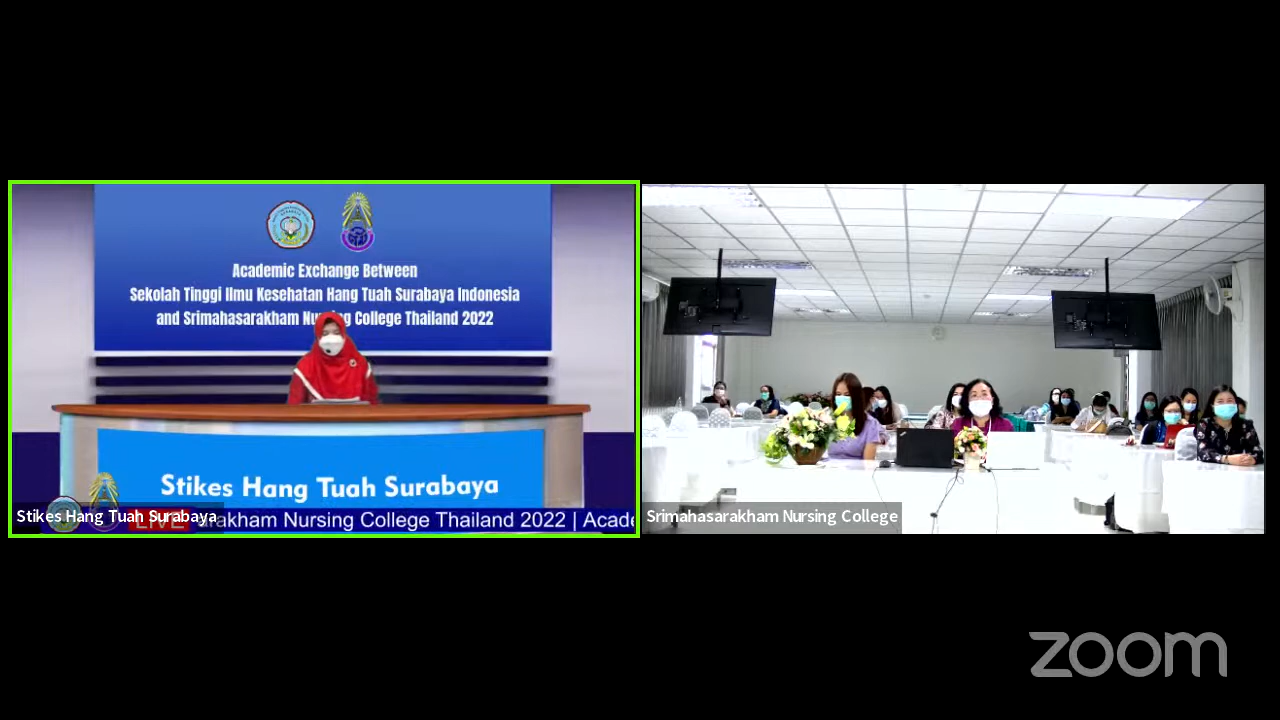 Academic Exchange Between
Sekolah Tinggi Ilmu Kesehatan Hang Tuah Surabaya Indonesia
and Srimahasarakham Nursing College Thailand 2022
Stikes Hang Tuah Surabaya
Stikes Hang Tuah Surabaya
LIVE
arakham Nursing College Thailand 2022 | Acade
Srimahasarakham Nursing College
zoom